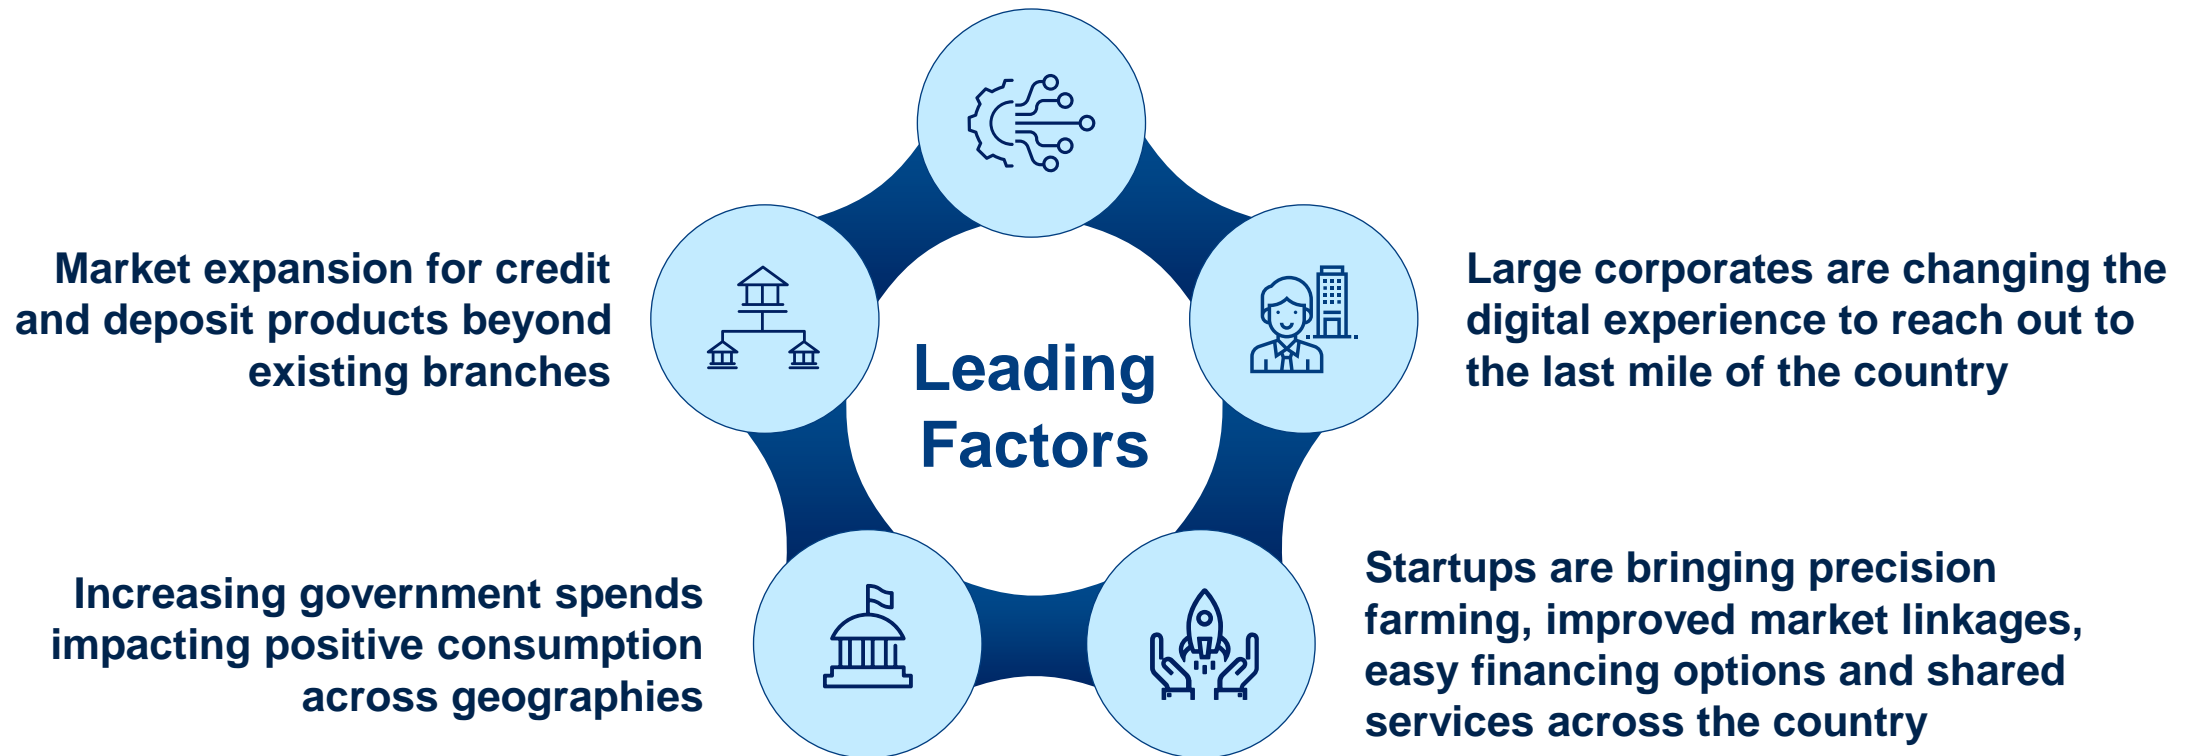 Market expansion for credit
and deposit products beyond
existing branches
Large corporates are changing the
digital experience to reach out to
the last mile of the country
Leading
Factors
Increasing government spends
impacting positive consumption
across geographies
Startups are bringing precision
farming, improved market linkages,
easy financing options and shared
services across the country